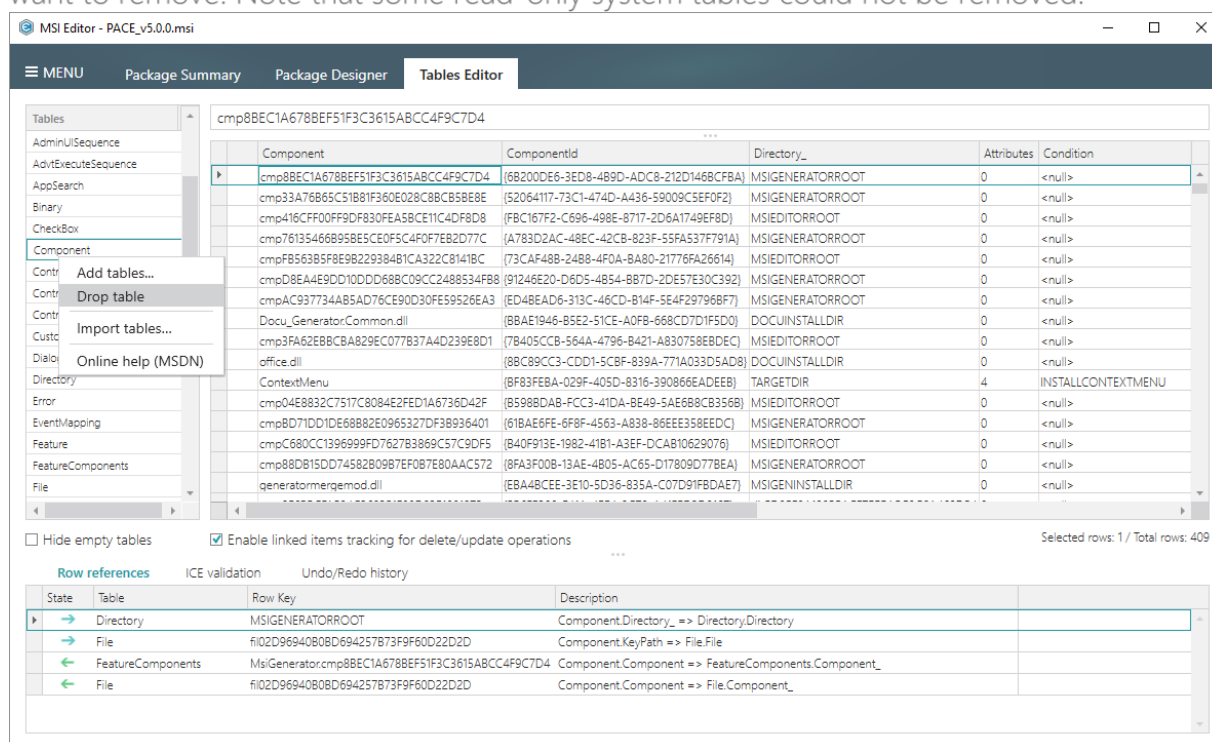 want to remove. Note that some read-only system tables could not be removed.
MSI Editor - PACE_v5.0.0.msi
MENU Package Summary Package Designer Tables Editor
Tables
AdminUISequence
AdvtExecuteSequence
AppSearch
Binary
CheckBox
Component
Contr
Contr
Contr
Custo
Dialo
Directory
Error
EventMapping
Feature
FeatureComponents
File
Add tables...
Drop table
Import tables...
Online help (MSDN)
cmp8BEC1A678BEF51F3C3615ABCC4F9C7D4
Component ComponentId Directory_ Attributes Condition
cmp8BEC1A678BEF51F3C3615ABCC4F9C7D4 {6B200DE6-3ED8-4B9D-ADC8-212D146BCFBA} MSIGENERATORROOT 0 <null>
cmp33A76B65C51B81F360E028C8BCB5BE8E {52064117-73C1-474D-A436-59009C5EF0F2} MSIGENERATORROOT 0 <null>
cmp416CFF00FF9DF830FEA5BCE11C4DF8D8 {FBC167F2-C696-498E-8717-2D6A1749EF8D} MSIEDITORROOT 0 <null>
cmp76135466B95BE5CE0F5C4F0F7EB2D77C {A783D2AC-48EC-42CB-823F-55FA537F791A} MSIGENERATORROOT 0 <null>
cmpFB563B5F8E9B229384B1CA322C8141BC {73CAF48B-24B8-4F0A-BA80-21776FA26614} MSIEDITORROOT 0 <null>
cmpD8EA4E9DD10DDD68BC09CC2488534FB8 {91246E20-D6D5-4B54-BB7D-2DE57E30C392} MSIGENERATORROOT 0 <null>
cmpAC937734AB5AD76CE90D30FE59526EA3 {ED4BEAD6-313C-46CD-B14F-5E4F29796BF7} MSIGENERATORROOT 0 <null>
Docu_Generator.Common.dll {BBAE1946-B5E2-51CE-A0FB-668CD7D1F5D0} DOCUINSTALLDIR 0 <null>
cmp3FA62EBBCBA829EC077B37A4D239E8D1 {7B405CCB-564A-4796-B421-A830758EBDEC} MSIEDITORROOT 0 <null>
office.dll {8BC89CC3-CDD1-5CBF-839A-771A033D5AD8} DOCUINSTALLDIR 0 <null>
ContextMenu {BF83FEBA-029F-405D-8316-390866EADEEB} TARGETDIR 4 INSTALLCONTEXTMENU
cmp04E8832C7517C8084E2FED1A6736D42F {B598BDAB-FCC3-41DA-BE49-5AE6B8CB356B} MSIEDITORROOT 0 <null>
cmpBD71DD1DE68B82E0965327DF3B936401 {61BAE6FE-6F8F-4563-A838-86EEE358EEDC} MSIGENERATORROOT 0 <null>
cmpC680CC1396999FD7627B3869C57C9DF5 {B40F913E-1982-41B1-A3EF-DCAB10629076} MSIEDITORROOT 0 <null>
cmp88DB15DD74582B09B7EF0B7E80AAC572 {8FA3F00B-13AE-4B05-AC65-D17809D77BEA} MSIGENERATORROOT 0 <null>
generatormergemod.dll {EBA4BCEE-3E10-5D36-835A-C07D91FBDAE7} MSIGENINSTALLDIR 0 <null>
Hide empty tables Enable linked items tracking for delete/update operations Selected rows: 1 / Total rows: 409
Row references ICE validation Undo/Redo history
State Table Row Key Description
Directory MSIGENERATORROOT Component.Directory_ => Directory.Directory
File fil02D96940B0BD694257B73F9F60D22D2D Component.KeyPath => File.File
FeatureComponents MsiGenerator.cmp8BEC1A678BEF51F3C3615ABCC4F9C7D4 Component.Component => FeatureComponents.Component_
File fil02D96940B0BD694257B73F9F60D22D2D Component.Component => File.Component_